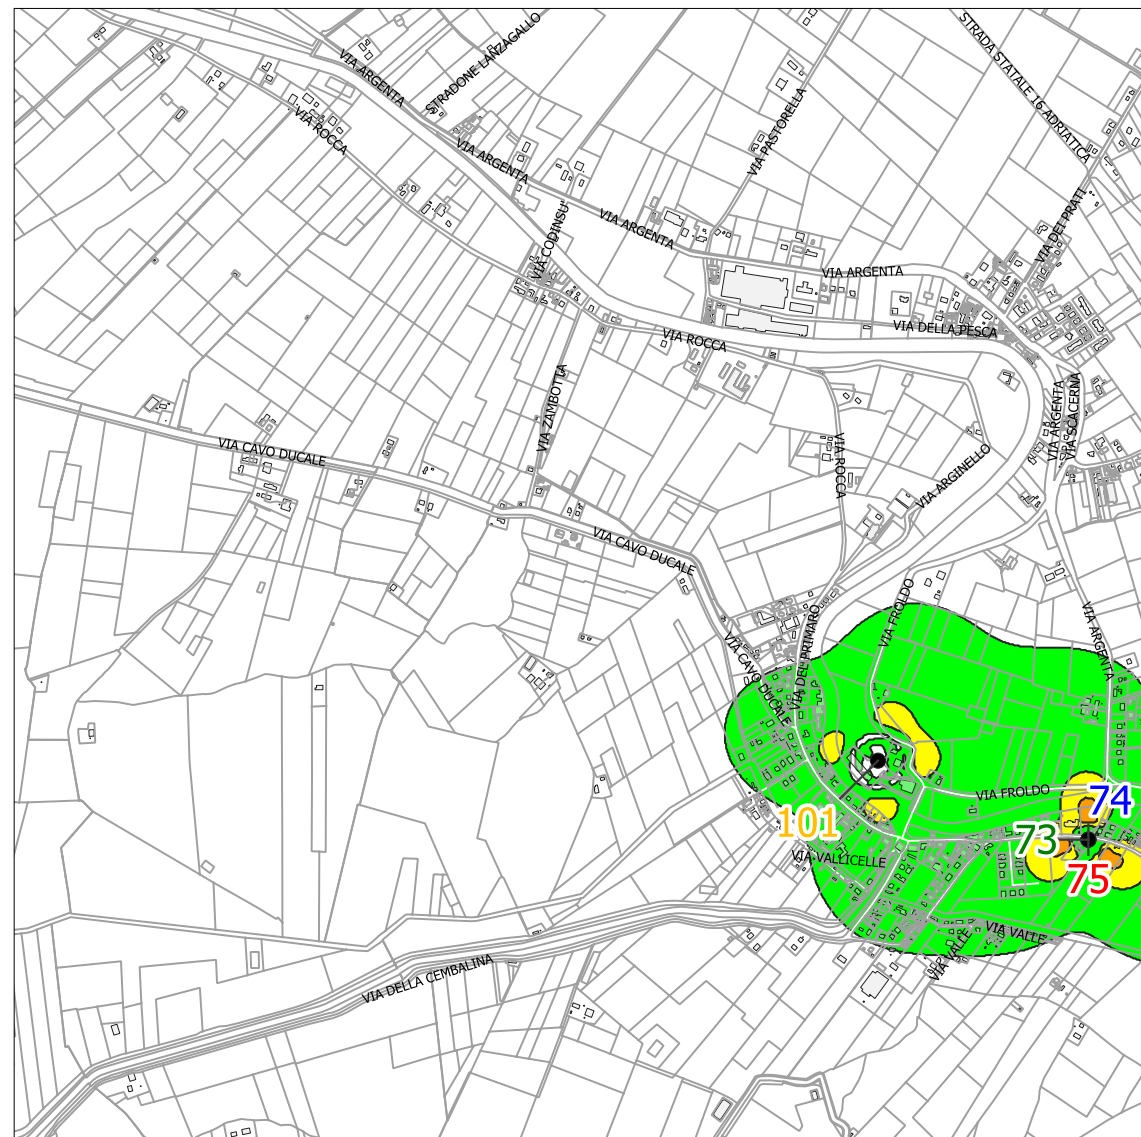 STRADA STATALE 16 ADRIATICA
STRADONE LANZAGALLO
VIA ARGENTA
VIA PASTORELLA
VIA ROCCA
VIA ARGENTA
VIA DEI PRATI
VIA CODINSU'
VIA ARGENTA
VIA ARGENTA
VIA DELLA PESCA
VIA ROCCA
VIA ZAMBOTTA
VIA ARGENTA
VIA SCACERNA
VIA CAVO DUCALE
VIA ROCCA
VIA ARGINELLO
VIA CAVO DUCALE
VIA FROLDO
VIA ARGENTA
VIA DEL PRIMARO
VIA CAVO DUCALE
VIA FROLDO
74
101
73
VIA VALLICELLE
75
VIA VALLE
VIA VALLE
VIA DELLA CEMBALINA